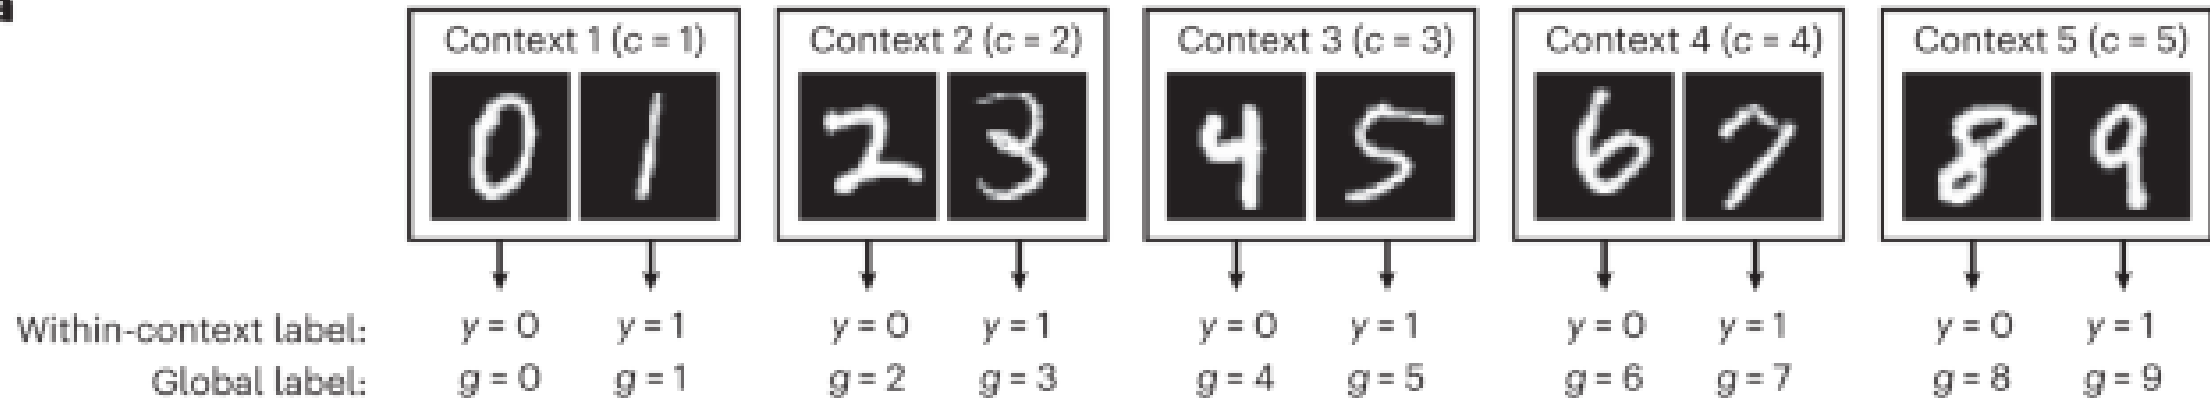 a
Context 1 (c = 1) Context 2 (c = 2) Context 3 (c = 3) Context 4 (c = 4) Context 5 (c = 5)
0 1 2 3 4 5 6 7 8 9
Within-context label: y = 0 y = 1 y = 0 y = 1 y = 0 y = 1 y = 0 y = 1 y = 0 y = 1
Global label: g = 0 g = 1 g = 2 g = 3 g = 4 g = 5 g = 6 g = 7 g = 8 g = 9